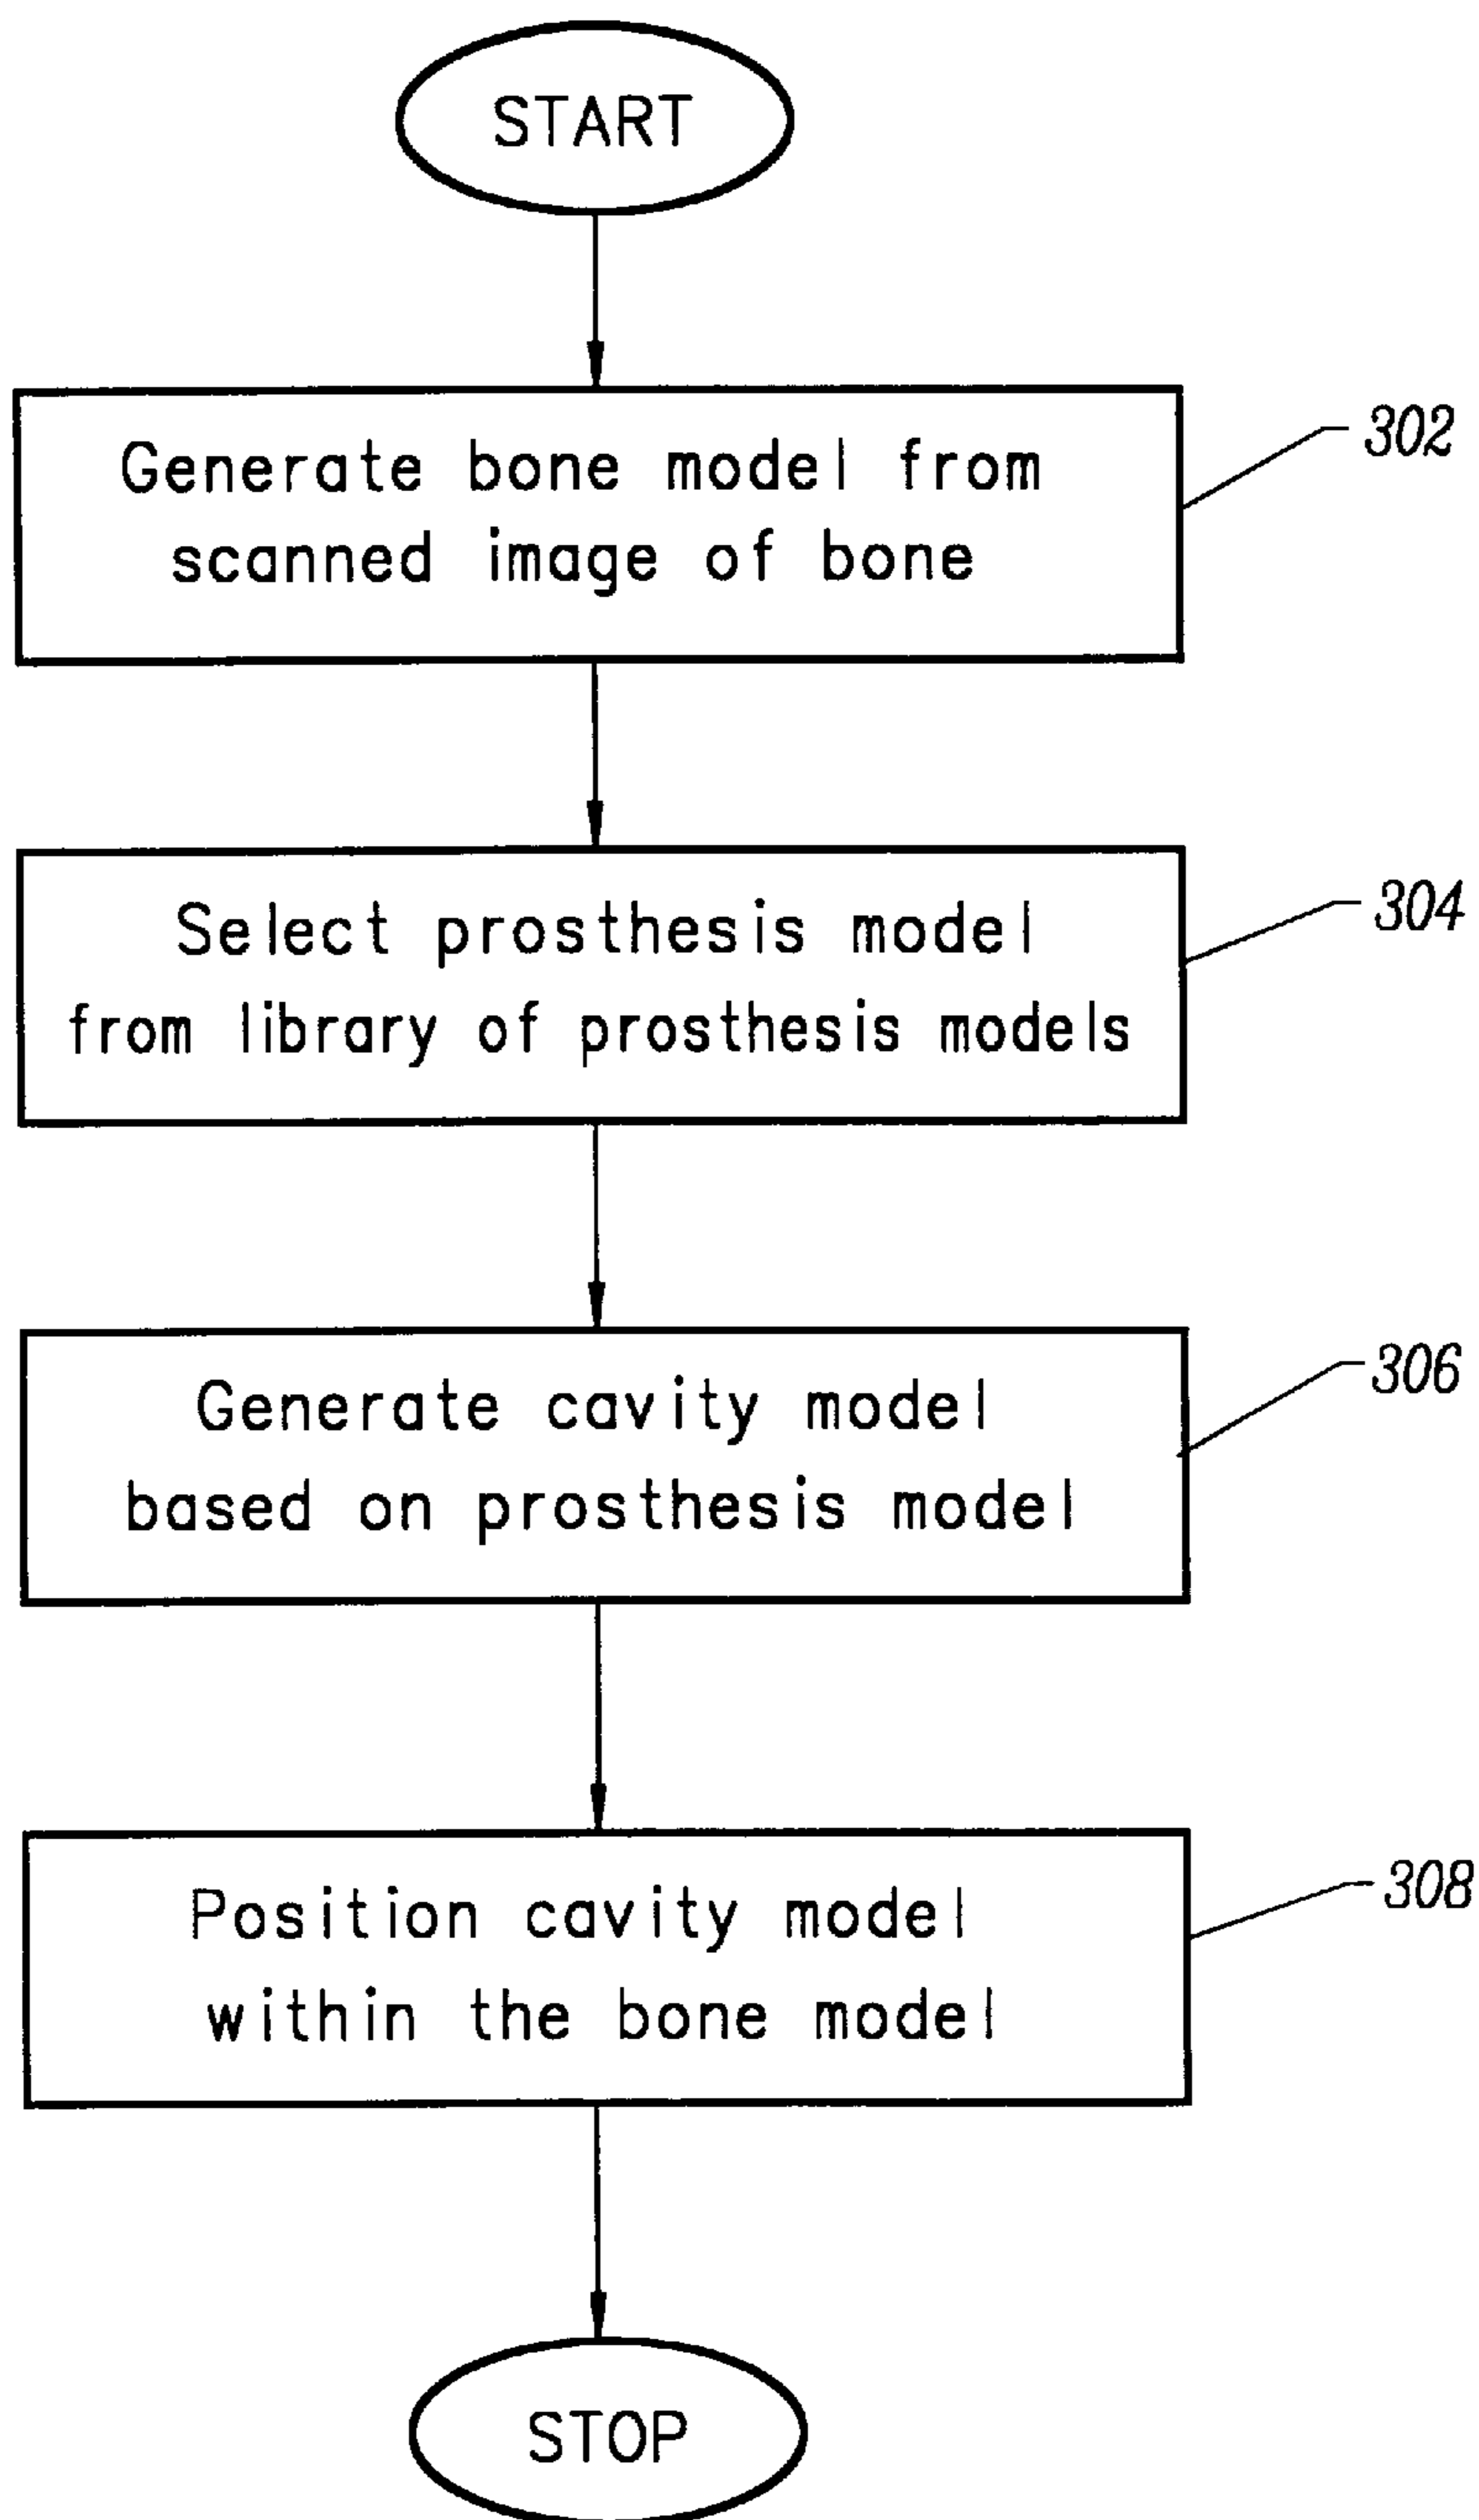 START
Generate bone model from
scanned image of bone
302
Select prosthesis model
from library of prosthesis models
304
Generate cavity model
based on prosthesis model
306
Position cavity model
within the bone model
308
STOP